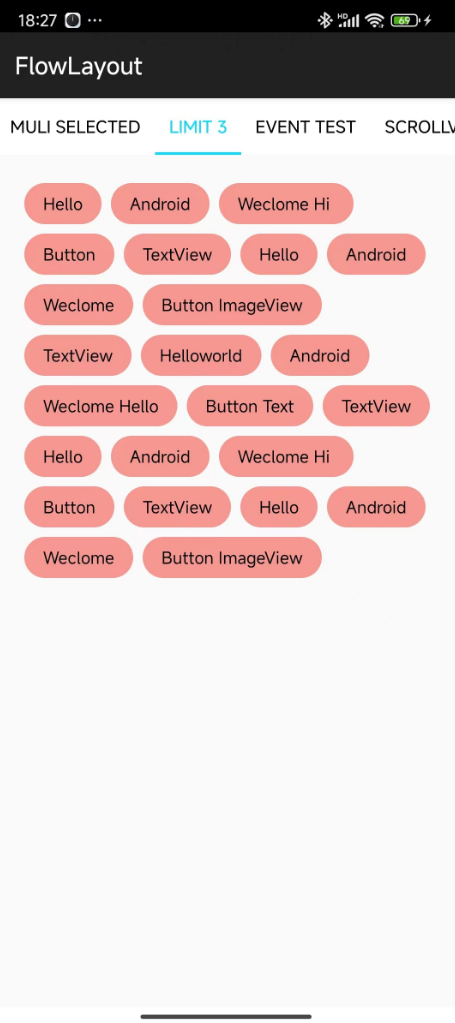 18:27 ... HD 69
FlowLayout
MULI SELECTED LIMIT 3 EVENT TEST SCROLLV
Hello Android Weclome Hi
Button TextView Hello Android
Weclome Button ImageView
TextView Helloworld Android
Weclome Hello Button Text TextView
Hello Android Weclome Hi
Button TextView Hello Android
Weclome Button ImageView